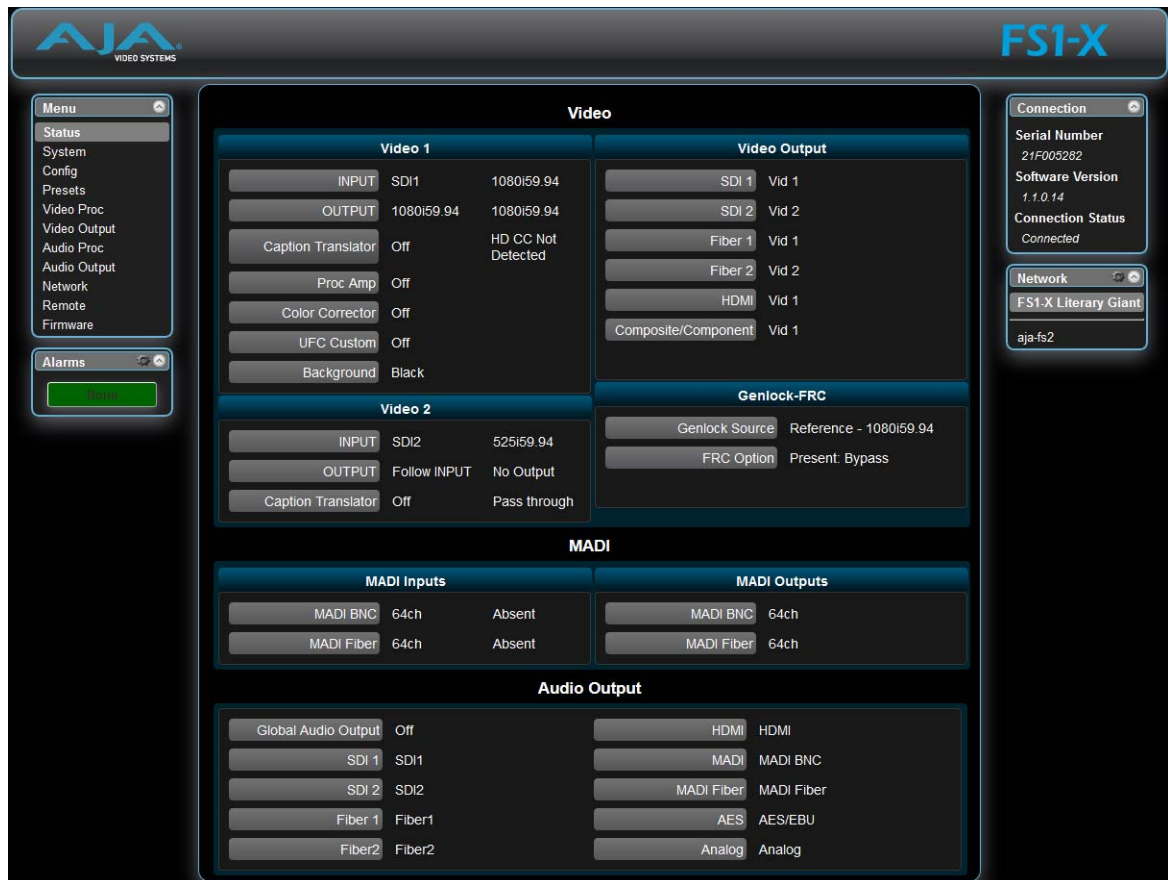 AJA
VIDEO SYSTEMS
FS1-X
Menu
Status
System
Config
Presets
Video Proc
Video Output
Audio Proc
Audio Output
Network
Remote
Firmware
Alarms
None
Video
Video 1
INPUT SDI1 1080i59.94
OUTPUT 1080i59.94 1080i59.94
Caption Translator Off HD CC Not
Detected
Proc Amp Off
Color Corrector Off
UFC Custom Off
Background Black
Video 2
INPUT SDI2 525i59.94
OUTPUT Follow INPUT No Output
Caption Translator Off Pass through
Video Output
SDI 1 Vid 1
SDI 2 Vid 2
Fiber 1 Vid 1
Fiber 2 Vid 2
HDMI Vid 1
Composite/Component Vid 1
Genlock-FRC
Genlock Source Reference - 1080i59.94
FRC Option Present: Bypass
MADI
MADI Inputs
MADI BNC 64ch Absent
MADI Fiber 64ch Absent
MADI Outputs
MADI BNC 64ch
MADI Fiber 64ch
Audio Output
Global Audio Output Off
SDI 1 SDI1
SDI 2 SDI2
Fiber 1 Fiber1
Fiber2 Fiber2
HDMI HDMI
MADI MADI BNC
MADI Fiber MADI Fiber
AES AES/EBU
Analog Analog
Connection
Serial Number
21F005282
Software Version
1.1.0.14
Connection Status
Connected
Network
FS1-X Literary Giant
aja-fs2